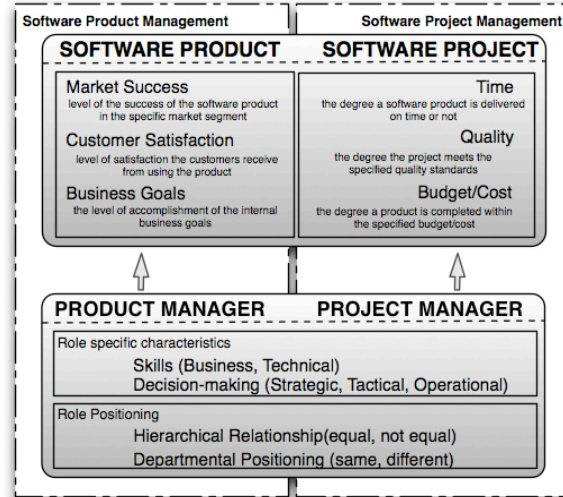 Software Product Management
Software Project Management
SOFTWARE PRODUCT
SOFTWARE PROJECT
Market Success
level of the success of the software product
in the specific market segment
Customer Satisfaction
level of satisfaction the customers receive
from using the product
Business Goals
the level of accomplishment of the internal
business goals
Time
the degree a software product is delivered
on time or not
Quality
the degree the project meets the
specified quality standards
Budget/Cost
the degree a product is completed within
the specified budget/cost
PRODUCT MANAGER
PROJECT MANAGER
Role specific characteristics
Skills (Business, Technical)
Decision-making (Strategic, Tactical, Operational)
Role Positioning
Hierarchical Relationship(equal, not equal)
Departmental Positioning (same, different)